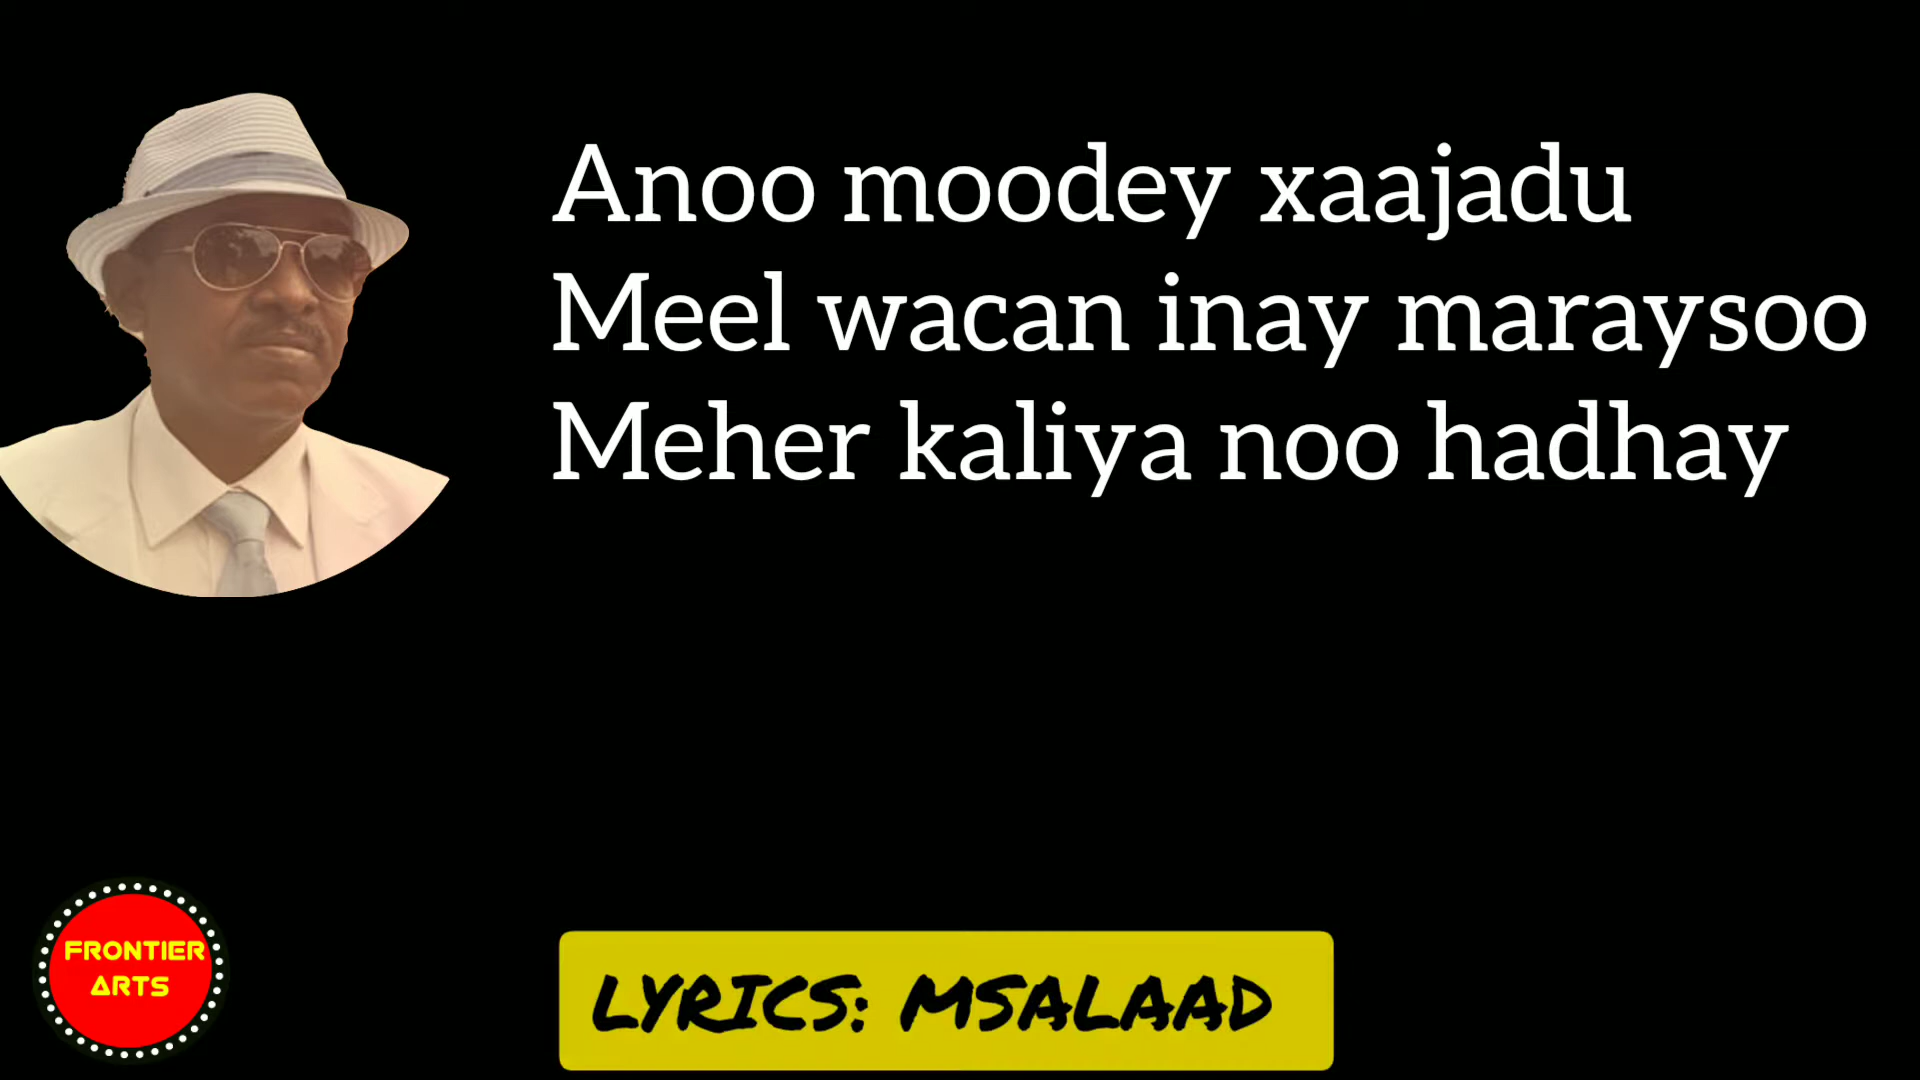 Anoo moodey xaajadu
Meel wacan inay maraysoo
Meher kaliya noo hadhay
FRONTIER
ARTS
LYRICS: MSALAAD